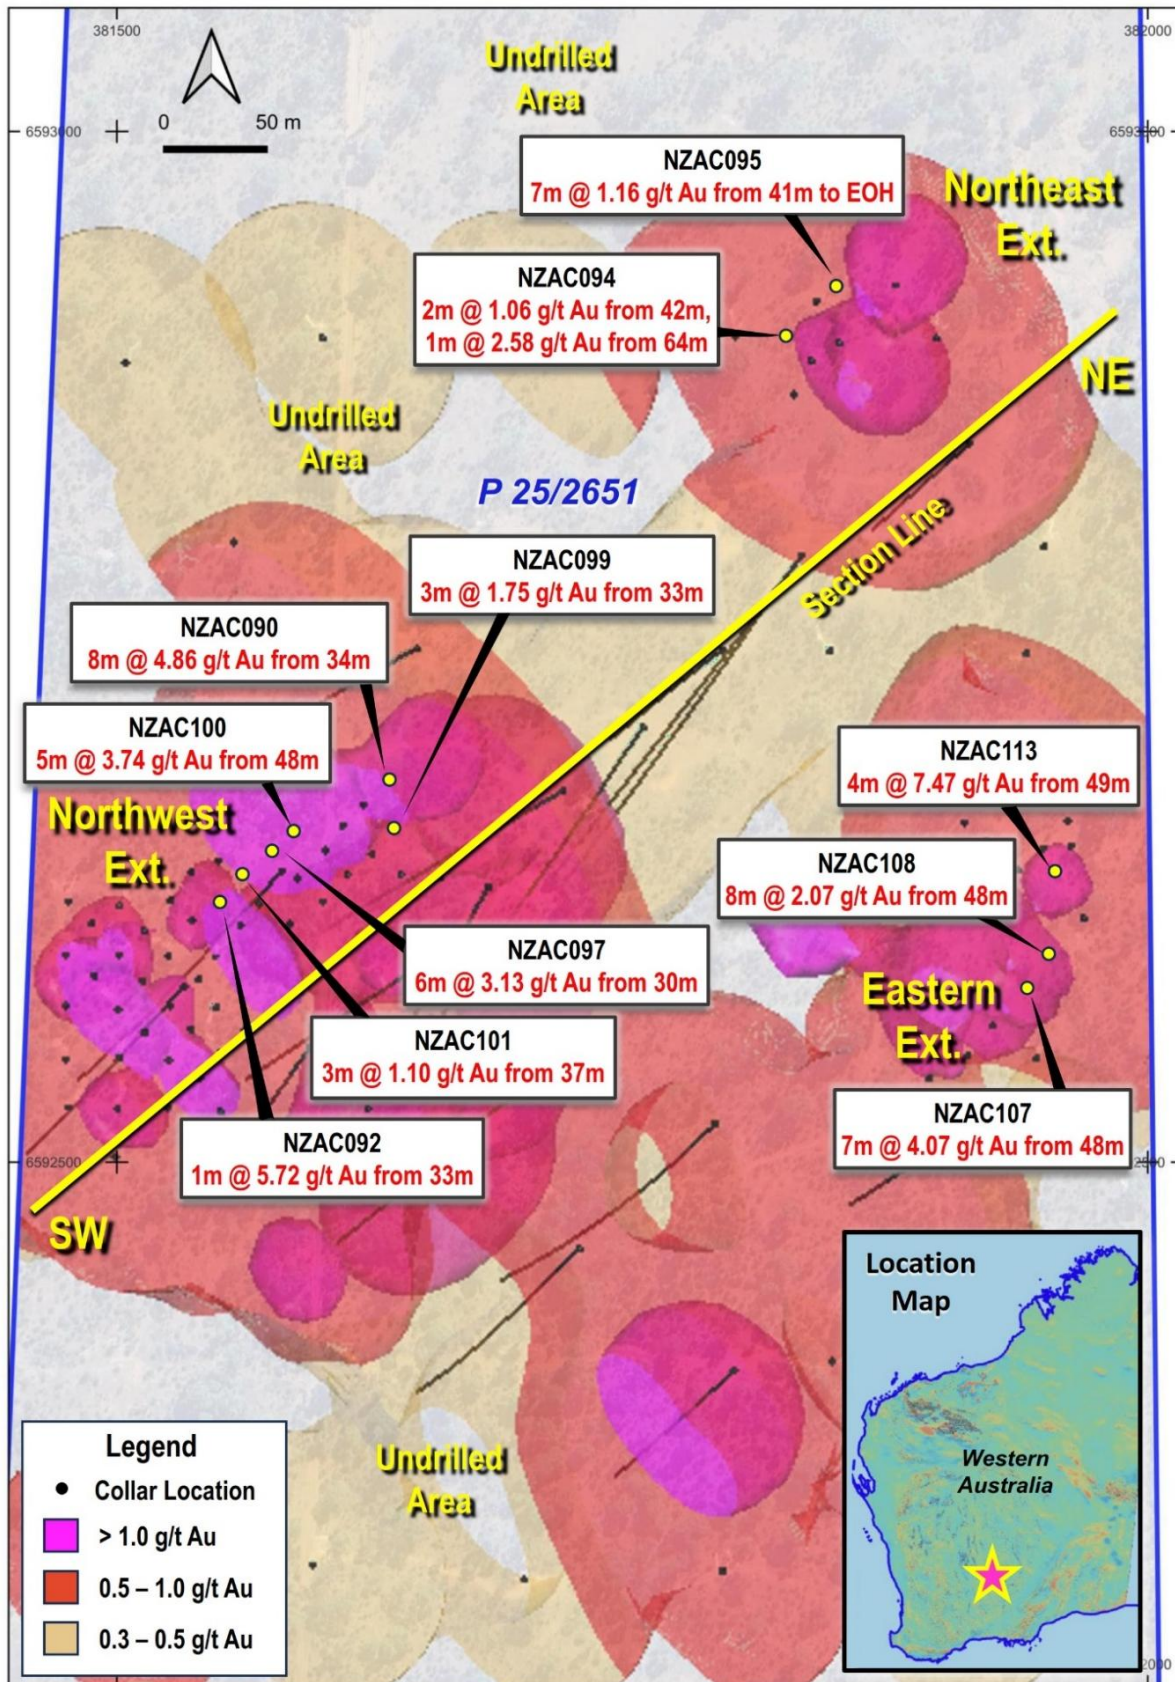 381500
382000
Undrilled
Area
0 50 m
6593000
NZAC095
7m @ 1.16 g/t Au from 41m to EOH
Northeast
Ext.
NZAC094
2m @ 1.06 g/t Au from 42m,
1m @ 2.58 g/t Au from 64m
NE
Undrilled
Area
P 25/2651
Section Line
NZAC099
3m @ 1.75 g/t Au from 33m
NZAC090
8m @ 4.86 g/t Au from 34m
NZAC100
5m @ 3.74 g/t Au from 48m
NZAC113
4m @ 7.47 g/t Au from 49m
Northwest
Ext.
NZAC108
8m @ 2.07 g/t Au from 48m
NZAC097
6m @ 3.13 g/t Au from 30m
Eastern
Ext.
NZAC101
3m @ 1.10 g/t Au from 37m
NZAC107
7m @ 4.07 g/t Au from 48m
NZAC092
1m @ 5.72 g/t Au from 33m
6592500
SW
Location
Map
Western
Australia
Undrilled
Area
Legend
Collar Location
> 1.0 g/t Au
0.5 – 1.0 g/t Au
0.3 – 0.5 g/t Au